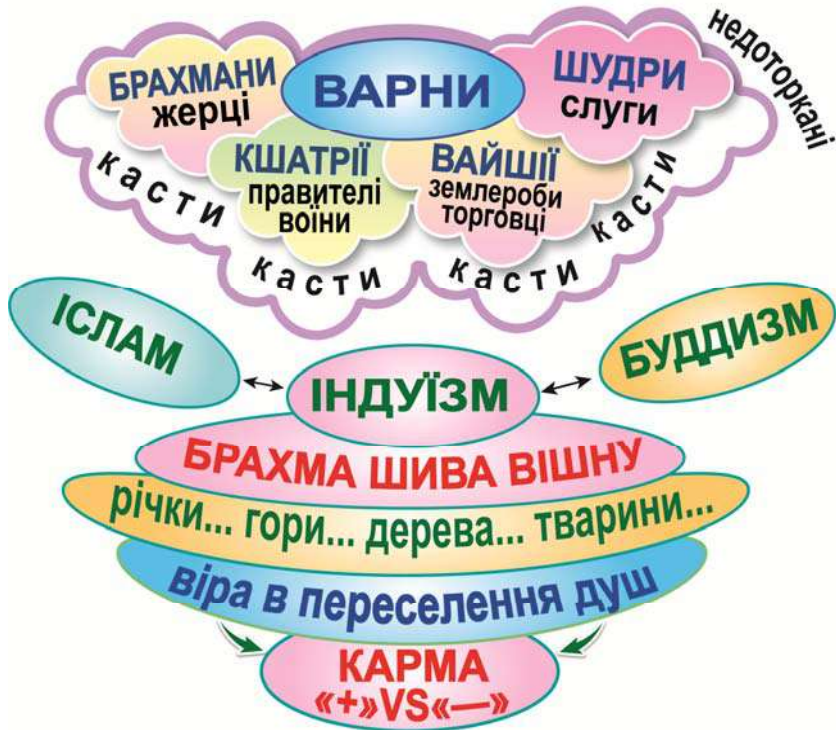 ВАРНИ
БРАХМАНИ
жерці
КШАТРІЇ
правителі
воїни
ВАЙШІЇ
землероби
торговці
ШУДРИ
слуги
недоторкані
касти
касти
касти
касти
ІСЛАМ
ІНДУЇЗМ
БУДДИЗМ
БРАХМА ШИВА ВІШНУ
річки... гори... дерева... тварини...
віра в переселення душ
КАРМА
«+»VS«—»